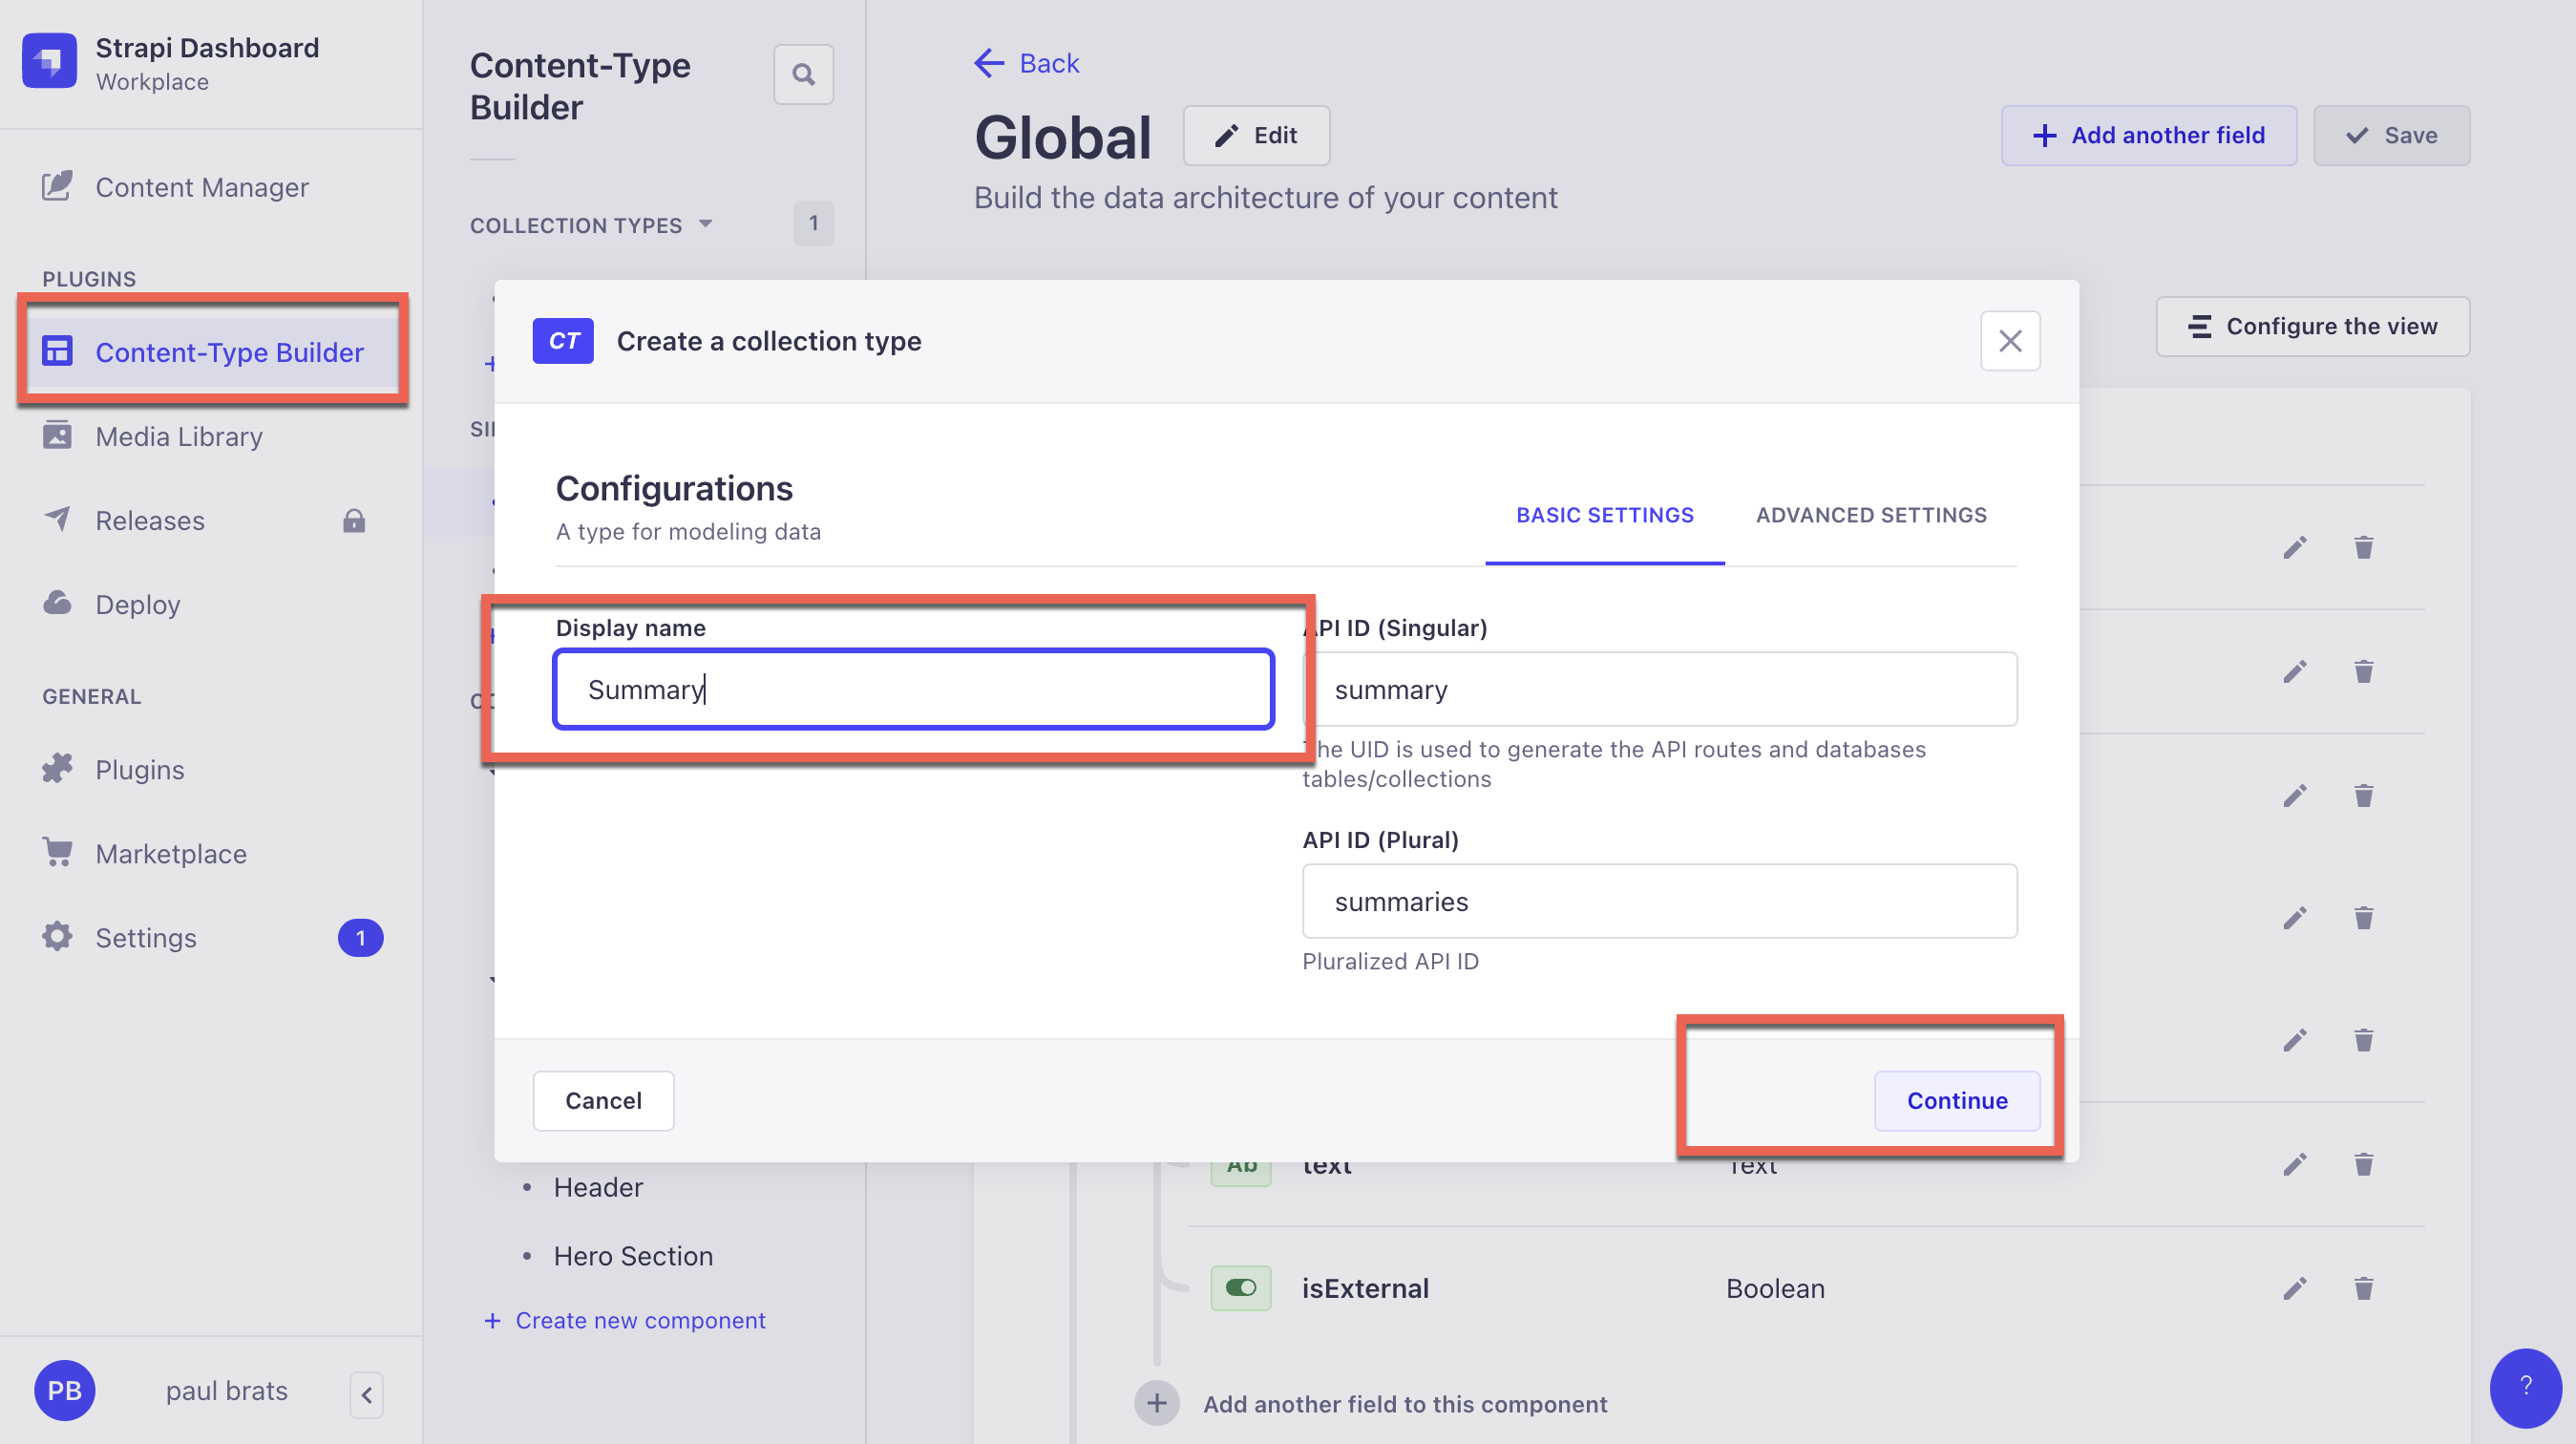 Strapi Dashboard
Workplace
Content Manager
PLUGINS
Content-Type Builder
Media Library
Releases
Deploy
GENERAL
Plugins
Marketplace
Settings
1
PB
paul brats
Content-Type
Builder
COLLECTION TYPES
1
Header
Hero Section
+ Create new component
Back
Global
Edit
Build the data architecture of your content
+ Add another field
Save
Configure the view
CT
Create a collection type
Configurations
A type for modeling data
BASIC SETTINGS
ADVANCED SETTINGS
Display name
Summary
API ID (Singular)
summary
The UID is used to generate the API routes and databases
tables/collections
API ID (Plural)
summaries
Pluralized API ID
Cancel
Continue
Ab
text
Text
isExternal
Boolean
+ Add another field to this component
?